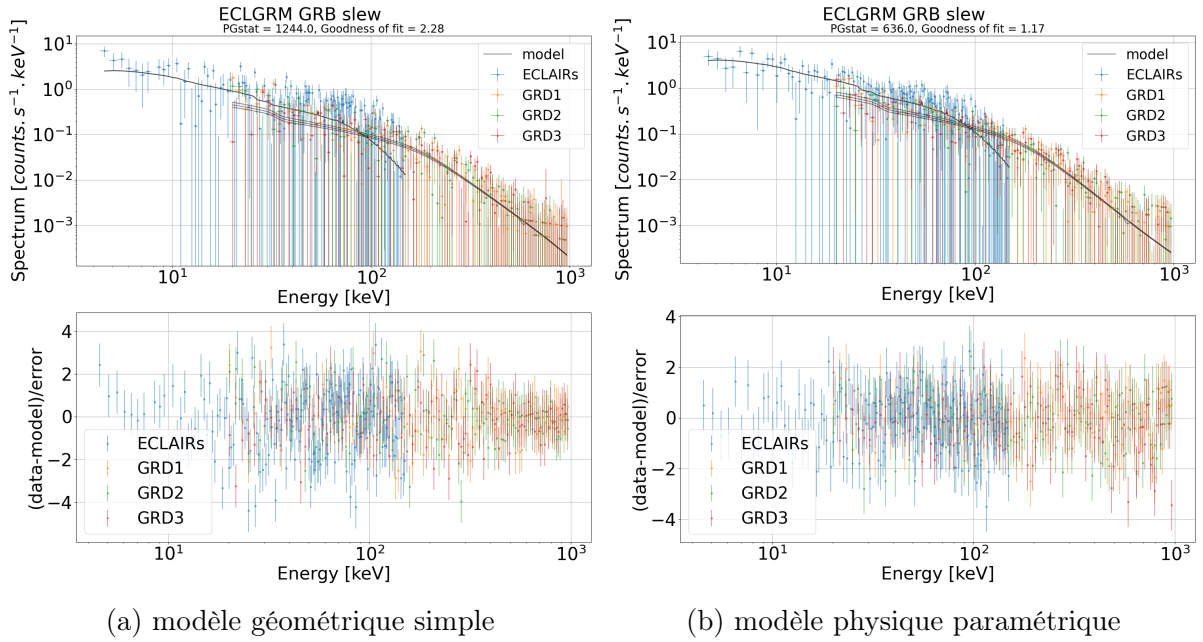 ECLGRM GRB slew
PGstat = 1244.0, Goodness of fit = 2.28
Spectrum [counts. s⁻¹. keV⁻¹]
10¹
10⁰
10⁻¹
10⁻²
10⁻³
model
ECLAIRs
GRD1
GRD2
GRD3
10¹ 10² 10³
Energy [keV]
(data-model)/error
4
2
0
−2
−4
ECLAIRs
GRD1
GRD2
GRD3
10¹ 10² 10³
Energy [keV]
(a) modèle géométrique simple
ECLGRM GRB slew
PGstat = 636.0, Goodness of fit = 1.17
Spectrum [counts. s⁻¹. keV⁻¹]
10¹
10⁰
10⁻¹
10⁻²
10⁻³
model
ECLAIRs
GRD1
GRD2
GRD3
10¹ 10² 10³
Energy [keV]
(data-model)/error
4
2
0
−2
−4
ECLAIRs
GRD1
GRD2
GRD3
10¹ 10² 10³
Energy [keV]
(b) modèle physique paramétrique